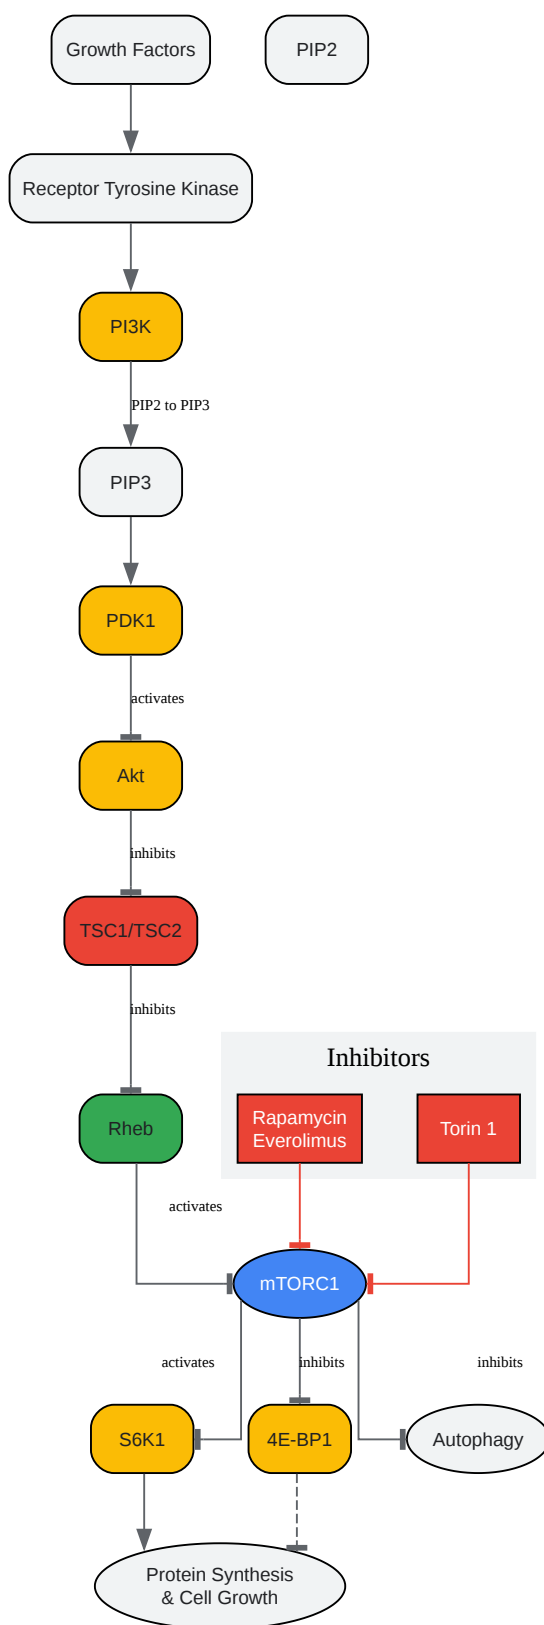 Growth Factors
PIP2
Receptor Tyrosine Kinase
PI3K
PIP2 to PIP3
PIP3
PDK1
activates
Akt
inhibits
TSC1/TSC2
inhibits
Inhibitors
Rheb
Rapamycin
Everolimus
Torin 1
activates
mTORC1
activates
inhibits
inhibits
S6K1
4E-BP1
Autophagy
Protein Synthesis
& Cell Growth